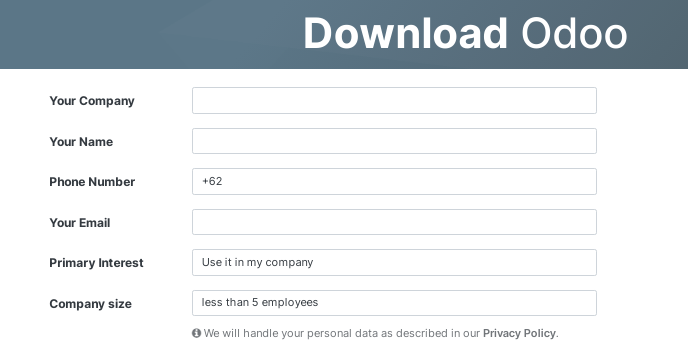 Download Odoo
Your Company
Your Name
Phone Number +62
Your Email
Primary Interest Use it in my company
Company size less than 5 employees
We will handle your personal data as described in our Privacy Policy.